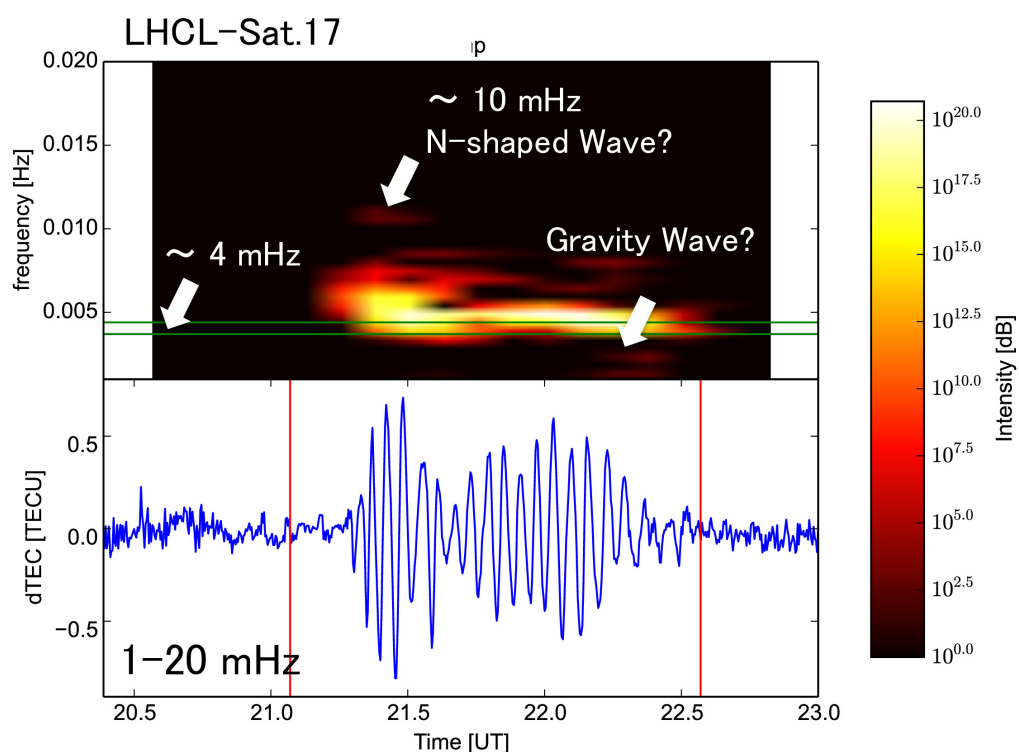 LHCL-Sat.17
p
0.020
0.015
0.010
0.005
frequency [Hz]
~ 10 mHz
N-shaped Wave?
Gravity Wave?
~ 4 mHz
0.5
0.0
-0.5
dTEC [TECU]
1-20 mHz
20.5 21.0 21.5 22.0 22.5 23.0
Time [UT]
10^20.0
10^17.5
10^15.0
10^12.5
10^10.0
10^7.5
10^5.0
10^2.5
10^0.0
Intensity [dB]